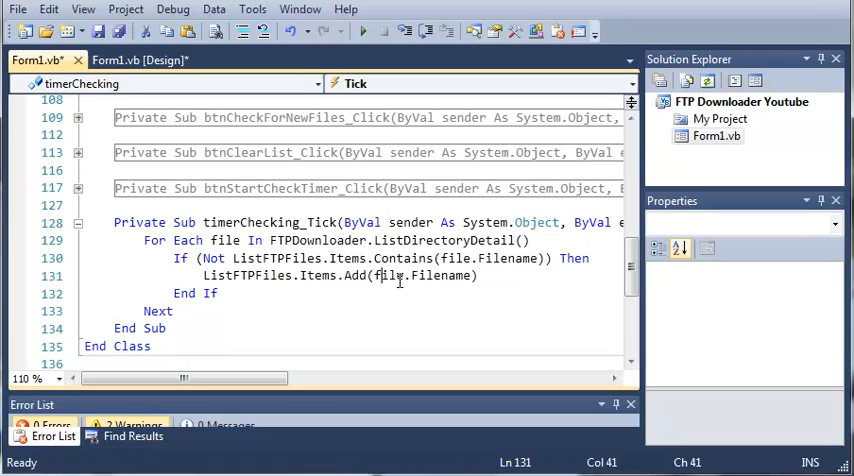 File Edit View Project Debug Data Tools Window Help
Form1.vb* Form1.vb [Design]*
timerChecking Tick
108
109 Private Sub btnCheckForNewFiles_Click(ByVal sender As System.Object,
112
113 Private Sub btnClearList_Click(ByVal sender As System.Object, ByVal e
116
117 Private Sub btnStartCheckTimer_Click(ByVal sender As System.Object,
128 Private Sub timerChecking_Tick(ByVal sender As System.Object, ByVal e
129 For Each file In FTPDownloader.ListDirectoryDetail()
130 If (Not ListFTPFiles.Items.Contains(file.Filename)) Then
131 ListFTPFiles.Items.Add(file.Filename)
132 End If
133 Next
134 End Sub
135 End Class
136
110 %
Error List
0 Errors 2 Warnings 0 Messages
Error List Find Results
Ready Ln 131 Col 41 Ch 41 INS
Solution Explorer
FTP Downloader Youtube
My Project
Form1.vb
Properties